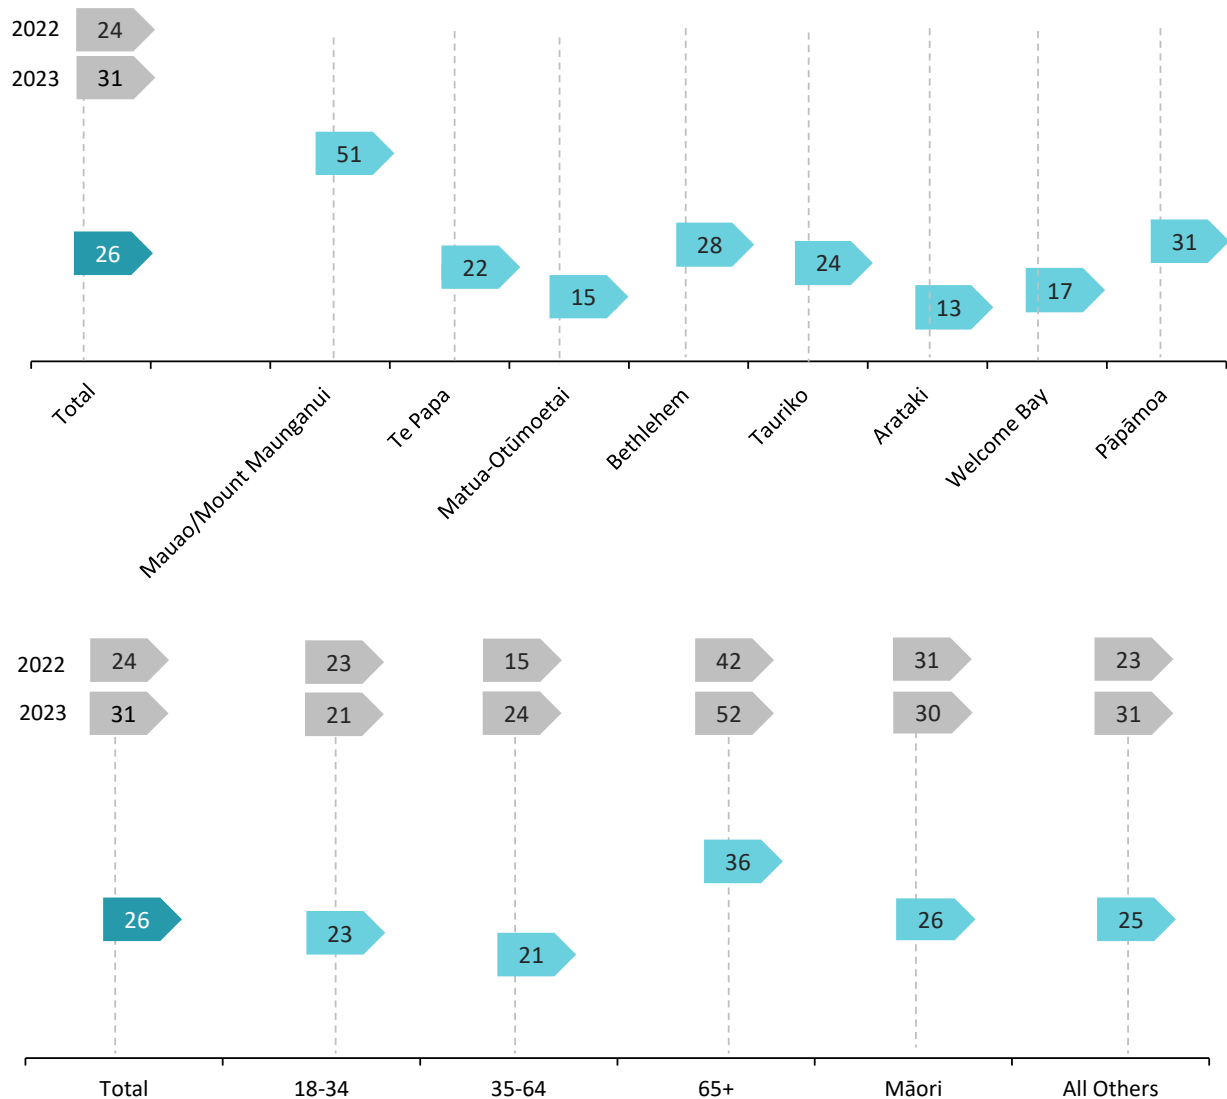 2022 24
2023 31
51
26 22 15 28 24 13 17 31
Total Mauao/Mount Maunganui Te Papa Matua-Otūmoetai Bethlehem Tauriko Arataki Welcome Bay Pāpāmoa
2022 24 23 15 42 31 23
2023 31 21 24 52 30 31
36
26 23 21 26 25
Total 18-34 35-64 65+ Māori All Others